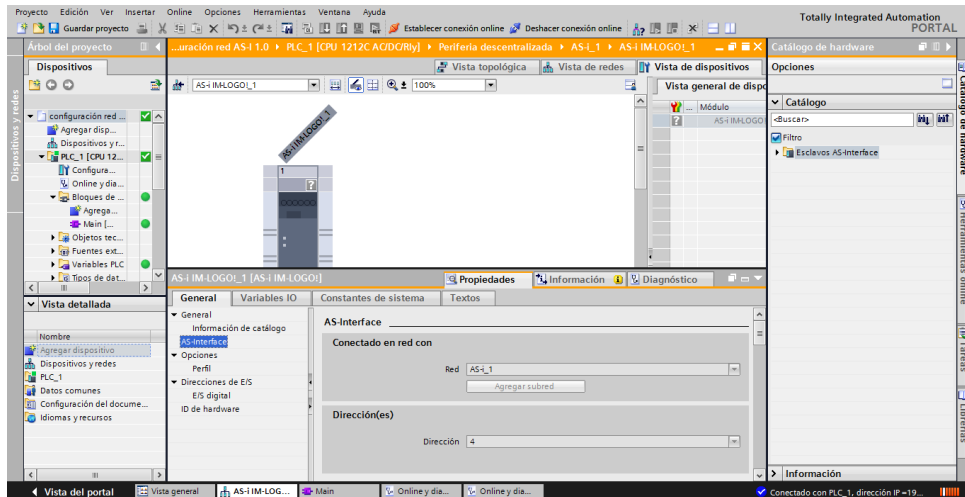 Proyecto Edición Ver Insertar Online Opciones Herramientas Ventana Ayuda
Totally Integrated Automation
PORTAL
Guardar proyecto Establecer conexión online Deshacer conexión online
Árbol del proyecto
...uración red AS-I 1.0 PLC_1 [CPU 1212C AC/DC/Rly] Periferia descentralizada AS-i_1 AS-i IM-LOGO!_1
Catálogo de hardware
Dispositivos
Vista topológica Vista de redes Vista de dispositivos
Opciones
AS-i IM-LOGO!_1
100%
Vista general de dispo
... Módulo
AS-i IM-LOGO!
Catálogo
<Buscar>
Filtro
Esclavos AS-Interface
configuración red ...
Agregar disp...
Dispositivos y r...
PLC_1 [CPU 12...
Configura...
Online y dia...
Bloques de ...
Agrega...
Main [...
Objetos tec...
Fuentes ext...
Variables PLC
Tipos de dat...
AS-i IM-LOGO!_1
1
Dispositivos y redes
Catálogo de hardware
Herramientas online
Tareas
Librerías
AS-i IM-LOGO!_1 [AS-i IM-LOGO!]
Propiedades Información Diagnóstico
General Variables IO Constantes de sistema Textos
General
Información de catálogo
AS-Interface
Opciones
Perfil
Direcciones de E/S
E/S digital
ID de hardware
AS-Interface
Conectado en red con
Red AS-i_1
Agregar subred
Dirección(es)
Dirección 4
Vista detallada
Nombre
Agregar dispositivo
Dispositivos y redes
PLC_1
Datos comunes
Configuración del docume...
Idiomas y recursos
Información
Vista del portal Vista general AS-i IM-LOG... Main Online y dia... Online y dia...
Conectado con PLC_1, dirección IP =19...